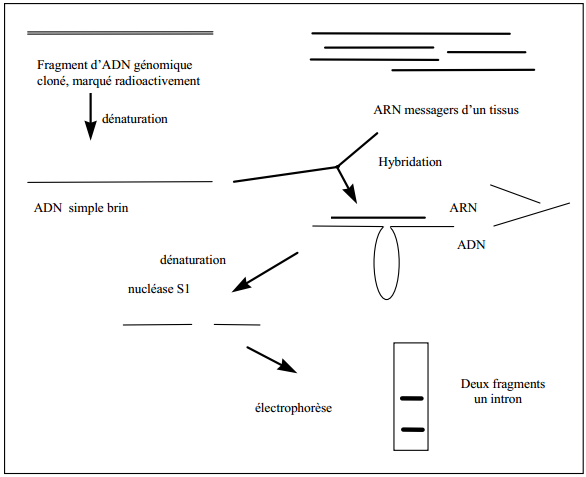 Fragment d'ADN génomique
cloné, marqué radioactivement
dénaturation
ARN messagers d'un tissus
Hybridation
ADN simple brin
ARN
ADN
dénaturation
nucléase S1
électrophorèse
Deux fragments
un intron